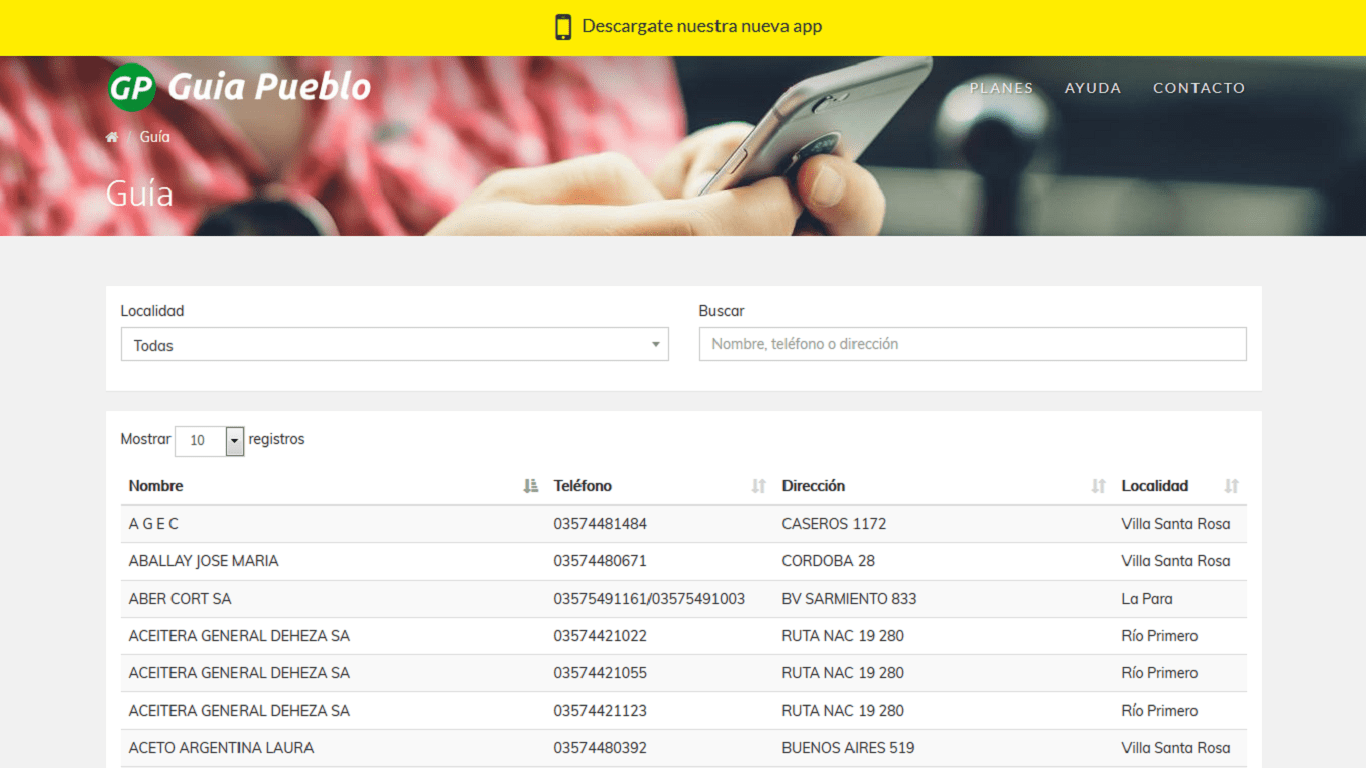 Descargate nuestra nueva app
GP Guia Pueblo
PLANES AYUDA CONTACTO
/ Guía
Guía
Localidad Buscar
Todas Nombre, teléfono o dirección
Mostrar 10 registros
Nombre Teléfono Dirección Localidad
A G E C 03574481484 CASEROS 1172 Villa Santa Rosa
ABALLAY JOSE MARIA 03574480671 CORDOBA 28 Villa Santa Rosa
ABER CORT SA 03575491161/03575491003 BV SARMIENTO 833 La Para
ACEITERA GENERAL DEHEZA SA 03574421022 RUTA NAC 19 280 Río Primero
ACEITERA GENERAL DEHEZA SA 03574421055 RUTA NAC 19 280 Río Primero
ACEITERA GENERAL DEHEZA SA 03574421123 RUTA NAC 19 280 Río Primero
ACETO ARGENTINA LAURA 03574480392 BUENOS AIRES 519 Villa Santa Rosa